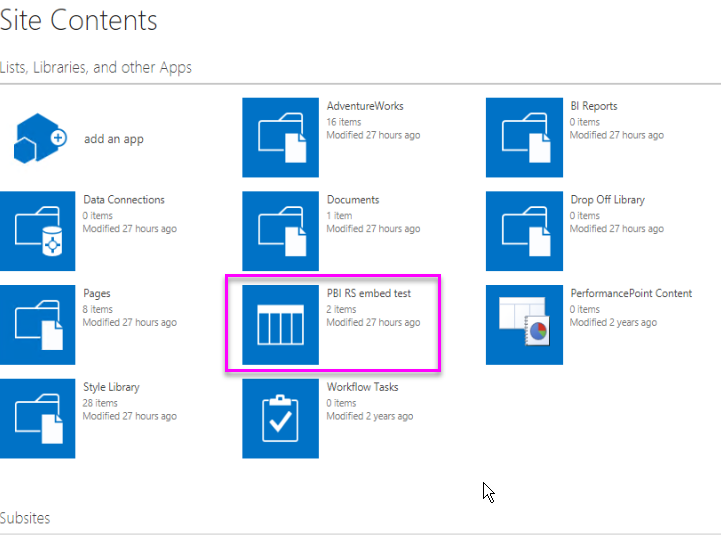 Site Contents
Lists, Libraries, and other Apps
add an app
AdventureWorks
16 items
Modified 27 hours ago
BI Reports
0 items
Modified 27 hours ago
Data Connections
0 items
Modified 27 hours ago
Documents
1 item
Modified 27 hours ago
Drop Off Library
0 items
Modified 27 hours ago
Pages
8 items
Modified 27 hours ago
PBI RS embed test
2 items
Modified 27 hours ago
PerformancePoint Content
0 items
Modified 2 years ago
Style Library
28 items
Modified 27 hours ago
Workflow Tasks
0 items
Modified 2 years ago
Subsites